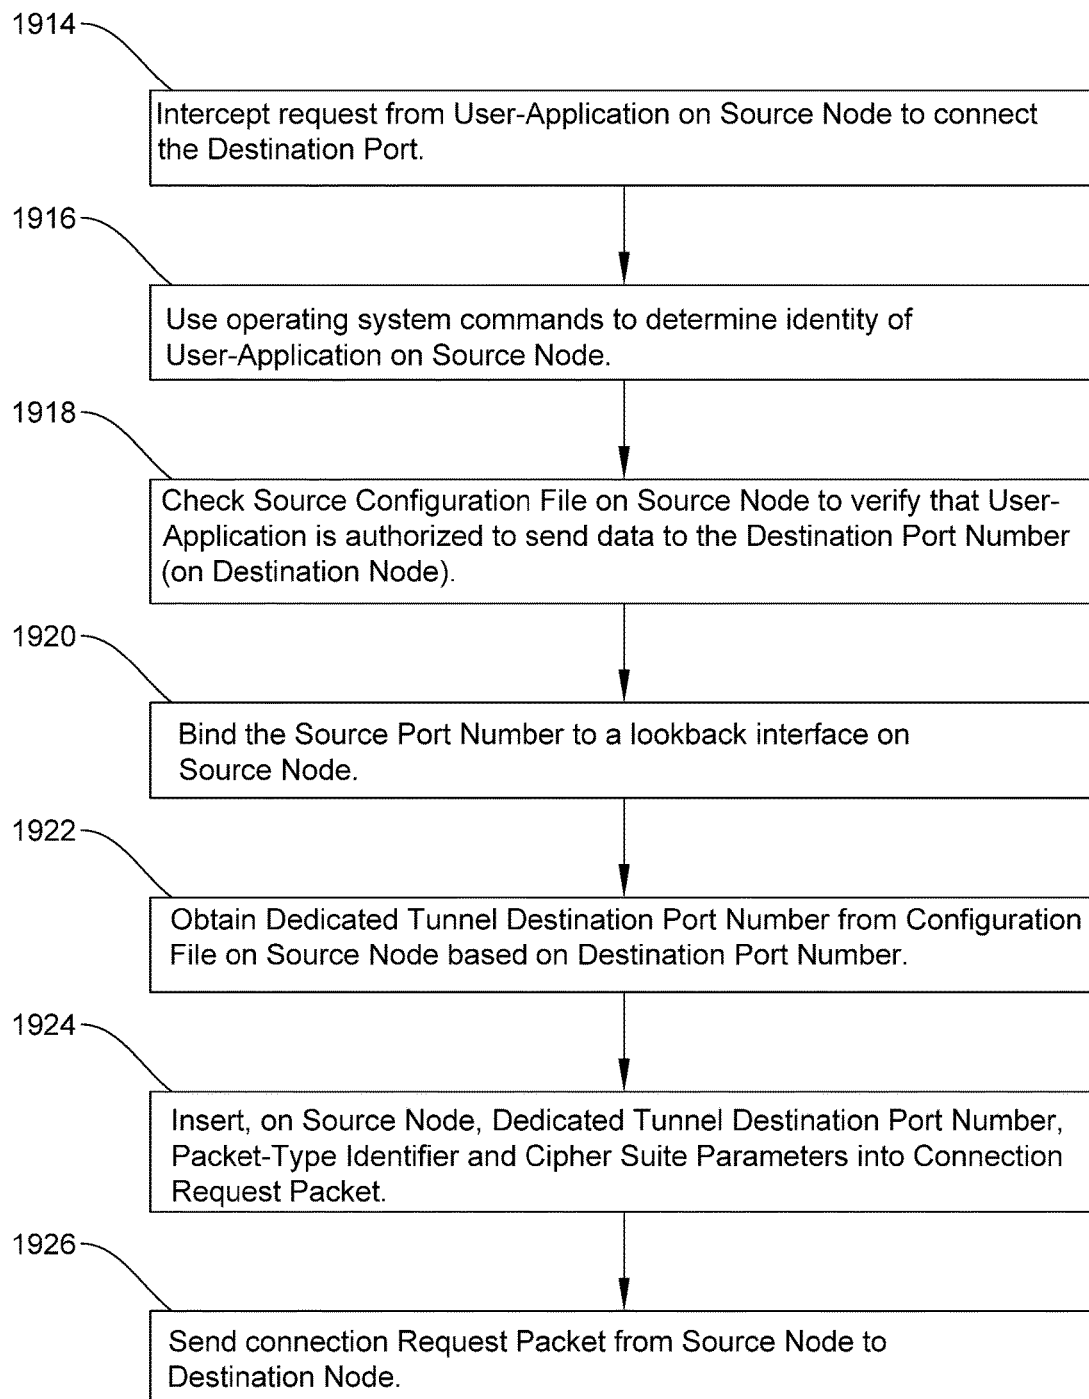 1914
Intercept request from User-Application on Source Node to connect
the Destination Port.
1916
Use operating system commands to determine identity of
User-Application on Source Node.
1918
Check Source Configuration File on Source Node to verify that User-
Application is authorized to send data to the Destination Port Number
(on Destination Node).
1920
Bind the Source Port Number to a lookback interface on
Source Node.
1922
Obtain Dedicated Tunnel Destination Port Number from Configuration
File on Source Node based on Destination Port Number.
1924
Insert, on Source Node, Dedicated Tunnel Destination Port Number,
Packet-Type Identifier and Cipher Suite Parameters into Connection
Request Packet.
1926
Send connection Request Packet from Source Node to
Destination Node.